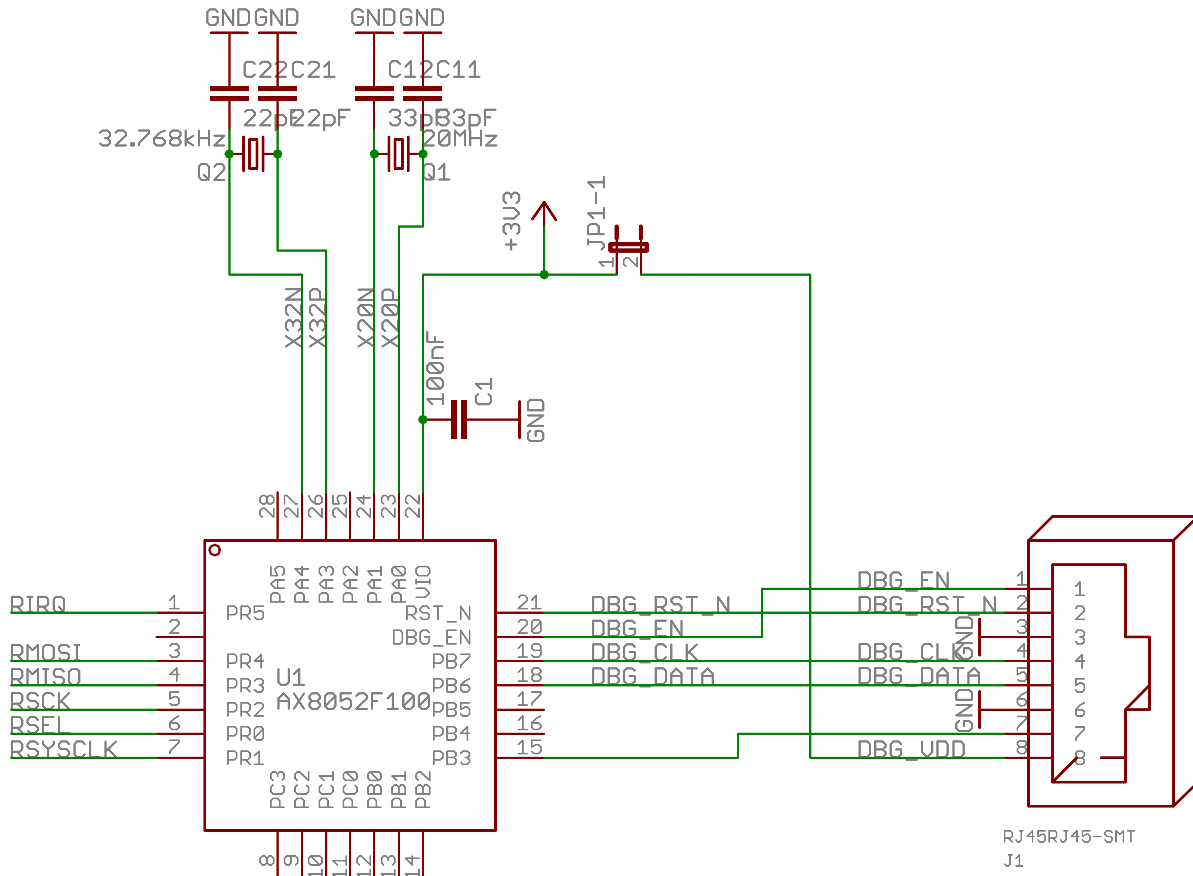 GND GND GND GND
C22 C21 C12 C11
22pF 22pF 33pF 33pF
32.768kHz 20MHz
Q2 Q1
+3V3 JP1-1
1 2
X32N X32P X20N X20P
100nF C1 GND
28 27 26 25 24 23 22
PA5 PA4 PA3 PA2 PA1 PA0 VIO
RIRQ 1 PR5 RST_N 21 DBG_RST_N
2 DBG_EN 20 DBG_EN
RMOSI 3 PR4 PB7 19 DBG_CLK
RMISO 4 PR3 PB6 18 DBG_DATA
RSCK 5 PR2 PB5 17
RSEL 6 PR0 PB4 16
RSYSCLK 7 PR1 PB3 15
U1
AX8052F100
PC3 PC2 PC1 PC0 PB0 PB1 PB2
8 9 10 11 12 13 14
DBG_EN 1 1
DBG_RST_N 2 2
GND 3 3
DBG_CLK 4 4
DBG_DATA 5 5
GND 6 6
7 7
DBG_VDD 8 8
RJ45RJ45-SMT
J1